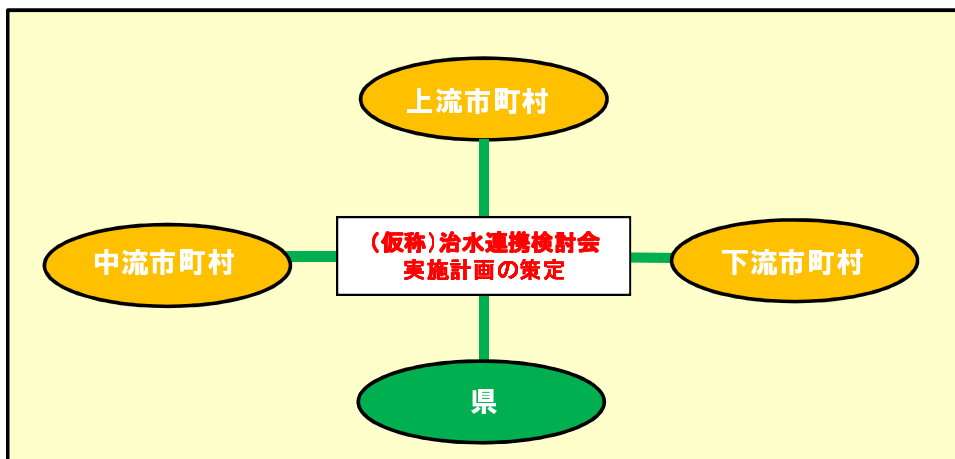 上流市町村
(仮称)治水連携検討会
実施計画の策定
中流市町村
下流市町村
県